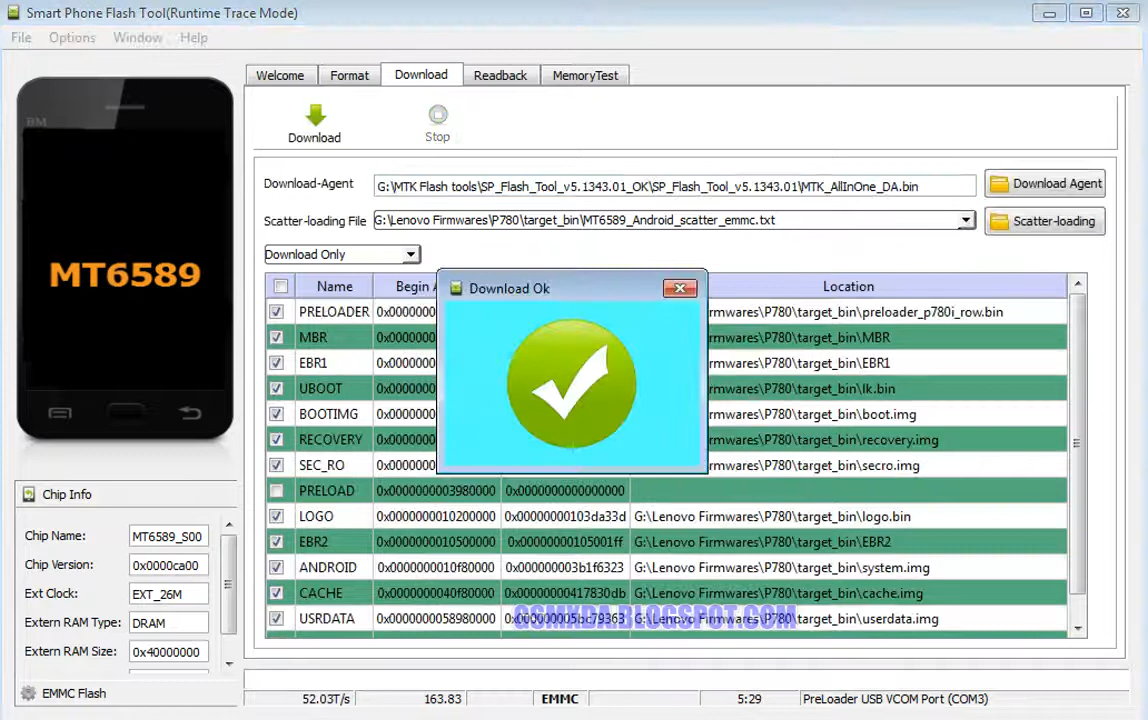 Smart Phone Flash Tool(Runtime Trace Mode)
File Options Window Help
Welcome Format Download Readback MemoryTest
BM
Download Stop
Download-Agent G:\MTK Flash tools\SP_Flash_Tool_v5.1343.01_OK\SP_Flash_Tool_v5.1343.01\MTK_AllInOne_DA.bin Download Agent
Scatter-loading File G:\Lenovo Firmwares\P780\target_bin\MT6589_Android_scatter_emmc.txt Scatter-loading
Download Only
MT6589
Download Ok
Name Begin Location
PRELOADER 0x0000000 rmwares\P780\target_bin\preloader_p780i_row.bin
MBR 0x0000000 rmwares\P780\target_bin\MBR
EBR1 0x0000000 rmwares\P780\target_bin\EBR1
UBOOT 0x0000000 rmwares\P780\target_bin\lk.bin
BOOTIMG 0x0000000 rmwares\P780\target_bin\boot.img
RECOVERY 0x0000000 rmwares\P780\target_bin\recovery.img
SEC_RO 0x0000000 rmwares\P780\target_bin\secro.img
PRELOAD 0x0000000003980000 0x0000000000000000
LOGO 0x0000000010200000 0x00000000103da33d G:\Lenovo Firmwares\P780\target_bin\logo.bin
EBR2 0x0000000010500000 0x00000000105001ff G:\Lenovo Firmwares\P780\target_bin\EBR2
ANDROID 0x0000000010f80000 0x000000003b1f6323 G:\Lenovo Firmwares\P780\target_bin\system.img
CACHE 0x0000000040f80000 0x00000000417830db G:\Lenovo Firmwares\P780\target_bin\cache.img
USRDATA 0x0000000058980000 0x000000005bc79363 G:\Lenovo Firmwares\P780\target_bin\userdata.img
GSMXDA.BLOGSPOT.COM
Chip Info
Chip Name: MT6589_S00
Chip Version: 0x0000ca00
Ext Clock: EXT_26M
Extern RAM Type: DRAM
Extern RAM Size: 0x40000000
EMMC Flash
52.03T/s 163.83 EMMC 5:29 PreLoader USB VCOM Port (COM3)